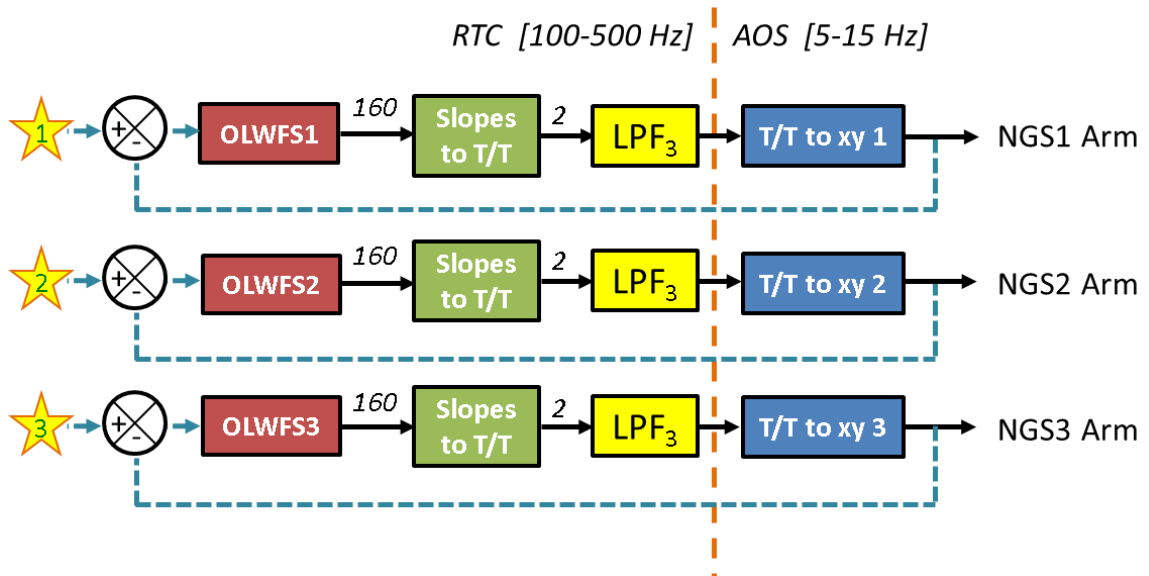 RTC [100-500 Hz] AOS [5-15 Hz]
1 + - OLWFS1 160 Slopes to T/T 2 LPF₃ T/T to xy 1 NGS1 Arm
2 + - OLWFS2 160 Slopes to T/T 2 LPF₃ T/T to xy 2 NGS2 Arm
3 + - OLWFS3 160 Slopes to T/T 2 LPF₃ T/T to xy 3 NGS3 Arm